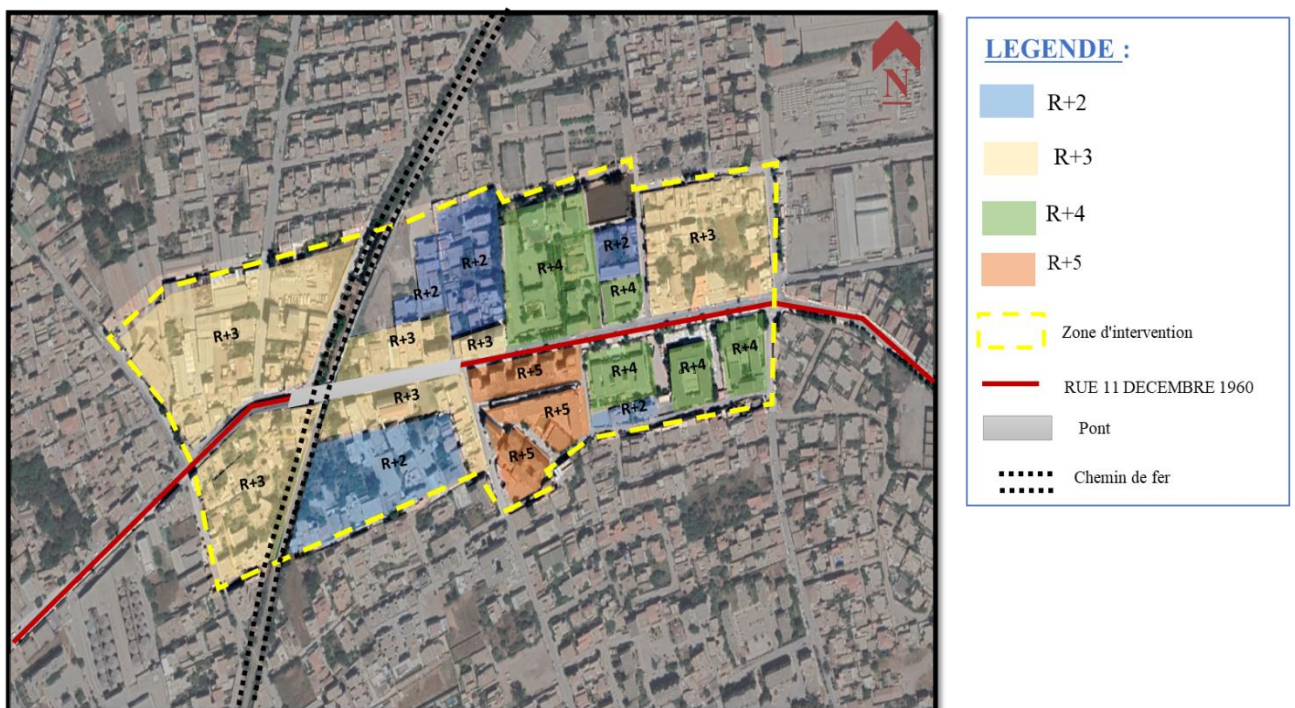 N
R+3
R+2
R+2
R+4
R+2
R+4
R+3
R+3
R+3
R+3
R+3
R+2
R+5
R+5
R+5
R+4
R+2
R+4
R+4
LEGENDE :
R+2
R+3
R+4
R+5
Zone d'intervention
RUE 11 DECEMBRE 1960
Pont
Chemin de fer